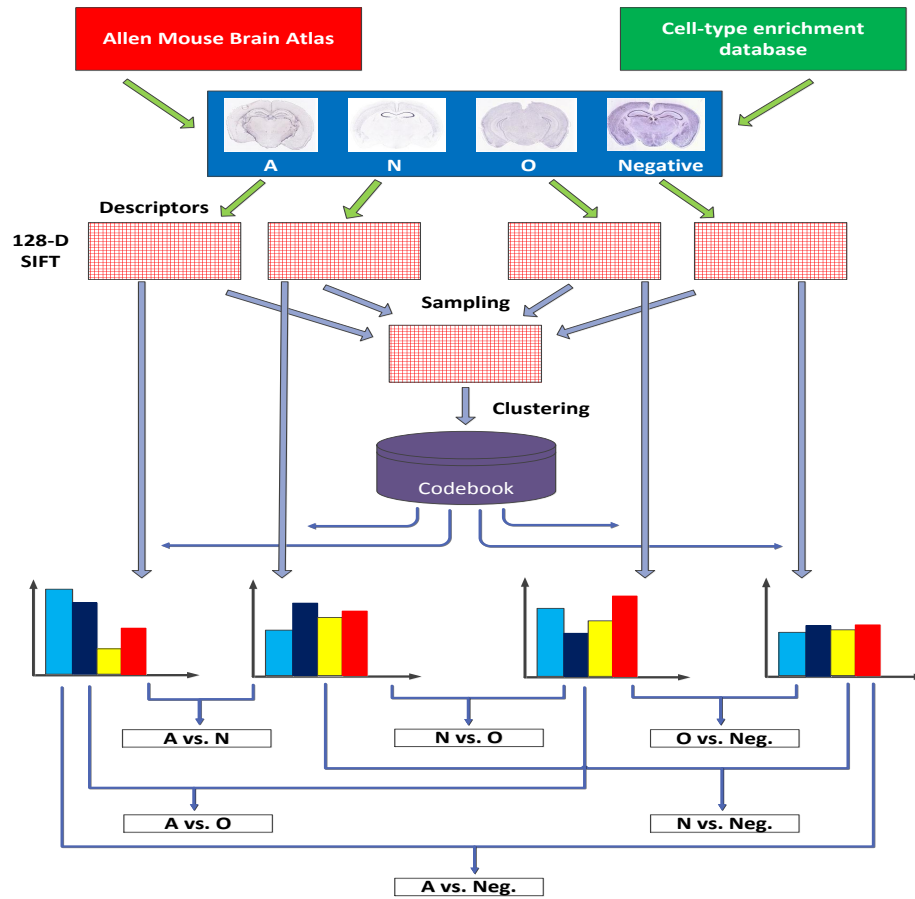 Allen Mouse Brain Atlas
Cell-type enrichment
database
A
N
O
Negative
Descriptors
128-D
SIFT
Sampling
Clustering
Codebook
A vs. N
N vs. O
O vs. Neg.
A vs. O
N vs. Neg.
A vs. Neg.